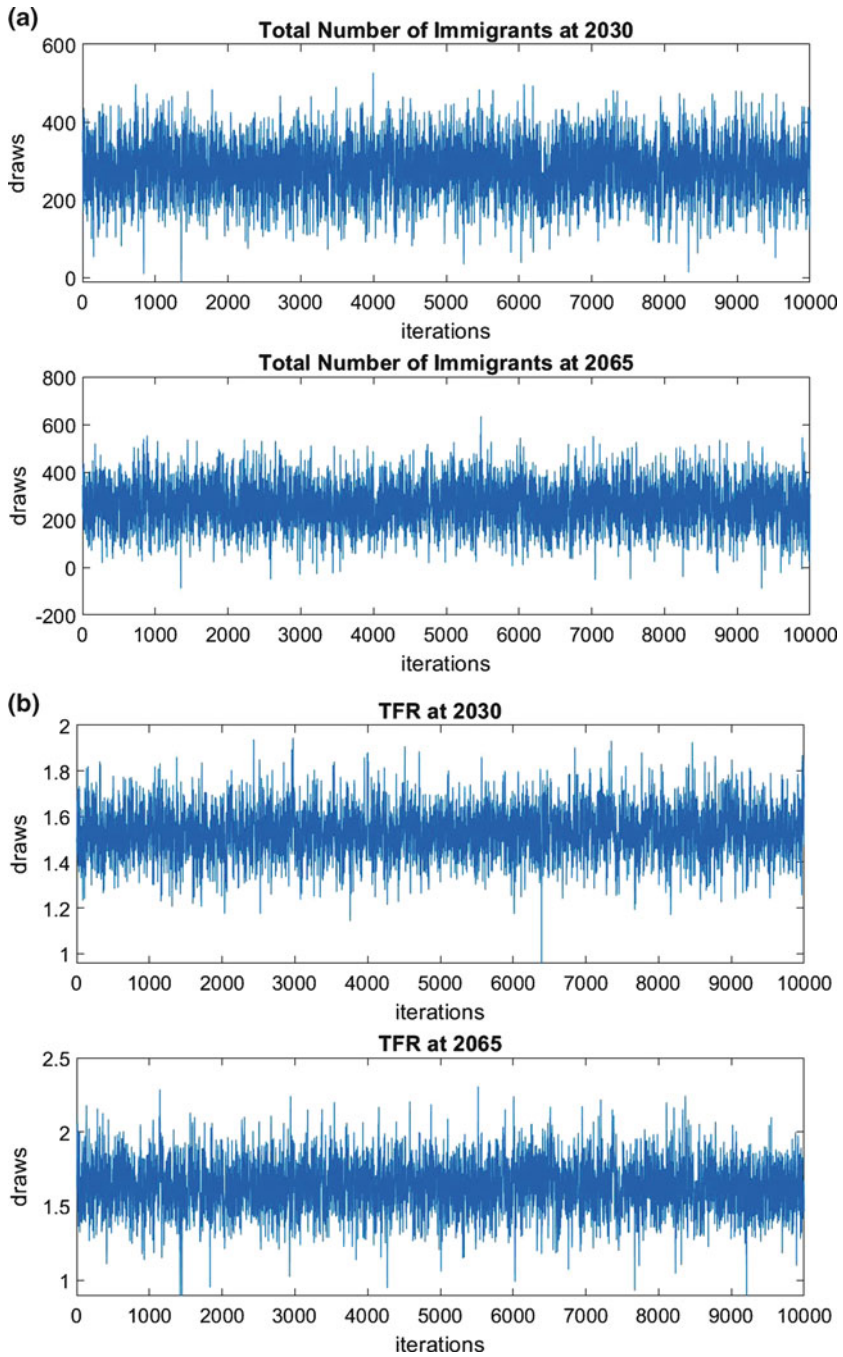 (a)
Total Number of Immigrants at 2030
600
400
200
0
draws
0 1000 2000 3000 4000 5000 6000 7000 8000 9000 10000
iterations
Total Number of Immigrants at 2065
800
600
400
200
0
-200
draws
0 1000 2000 3000 4000 5000 6000 7000 8000 9000 10000
iterations
(b)
TFR at 2030
2
1.8
1.6
1.4
1.2
1
draws
0 1000 2000 3000 4000 5000 6000 7000 8000 9000 10000
iterations
TFR at 2065
2.5
2
1.5
1
draws
0 1000 2000 3000 4000 5000 6000 7000 8000 9000 10000
iterations